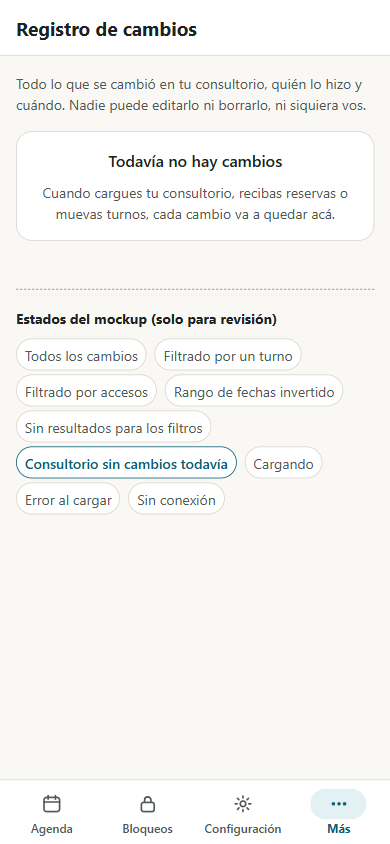 Registro de cambios
Todo lo que se cambió en tu consultorio, quién lo hizo y
cuándo. Nadie puede editarlo ni borrarlo, ni siquiera vos.
Todavía no hay cambios
Cuando cargues tu consultorio, recibas reservas o
muevas turnos, cada cambio va a quedar acá.
Estados del mockup (solo para revisión)
Todos los cambios Filtrado por un turno
Filtrado por accesos Rango de fechas invertido
Sin resultados para los filtros
Consultorio sin cambios todavía Cargando
Error al cargar Sin conexión
Agenda Bloqueos Configuración Más